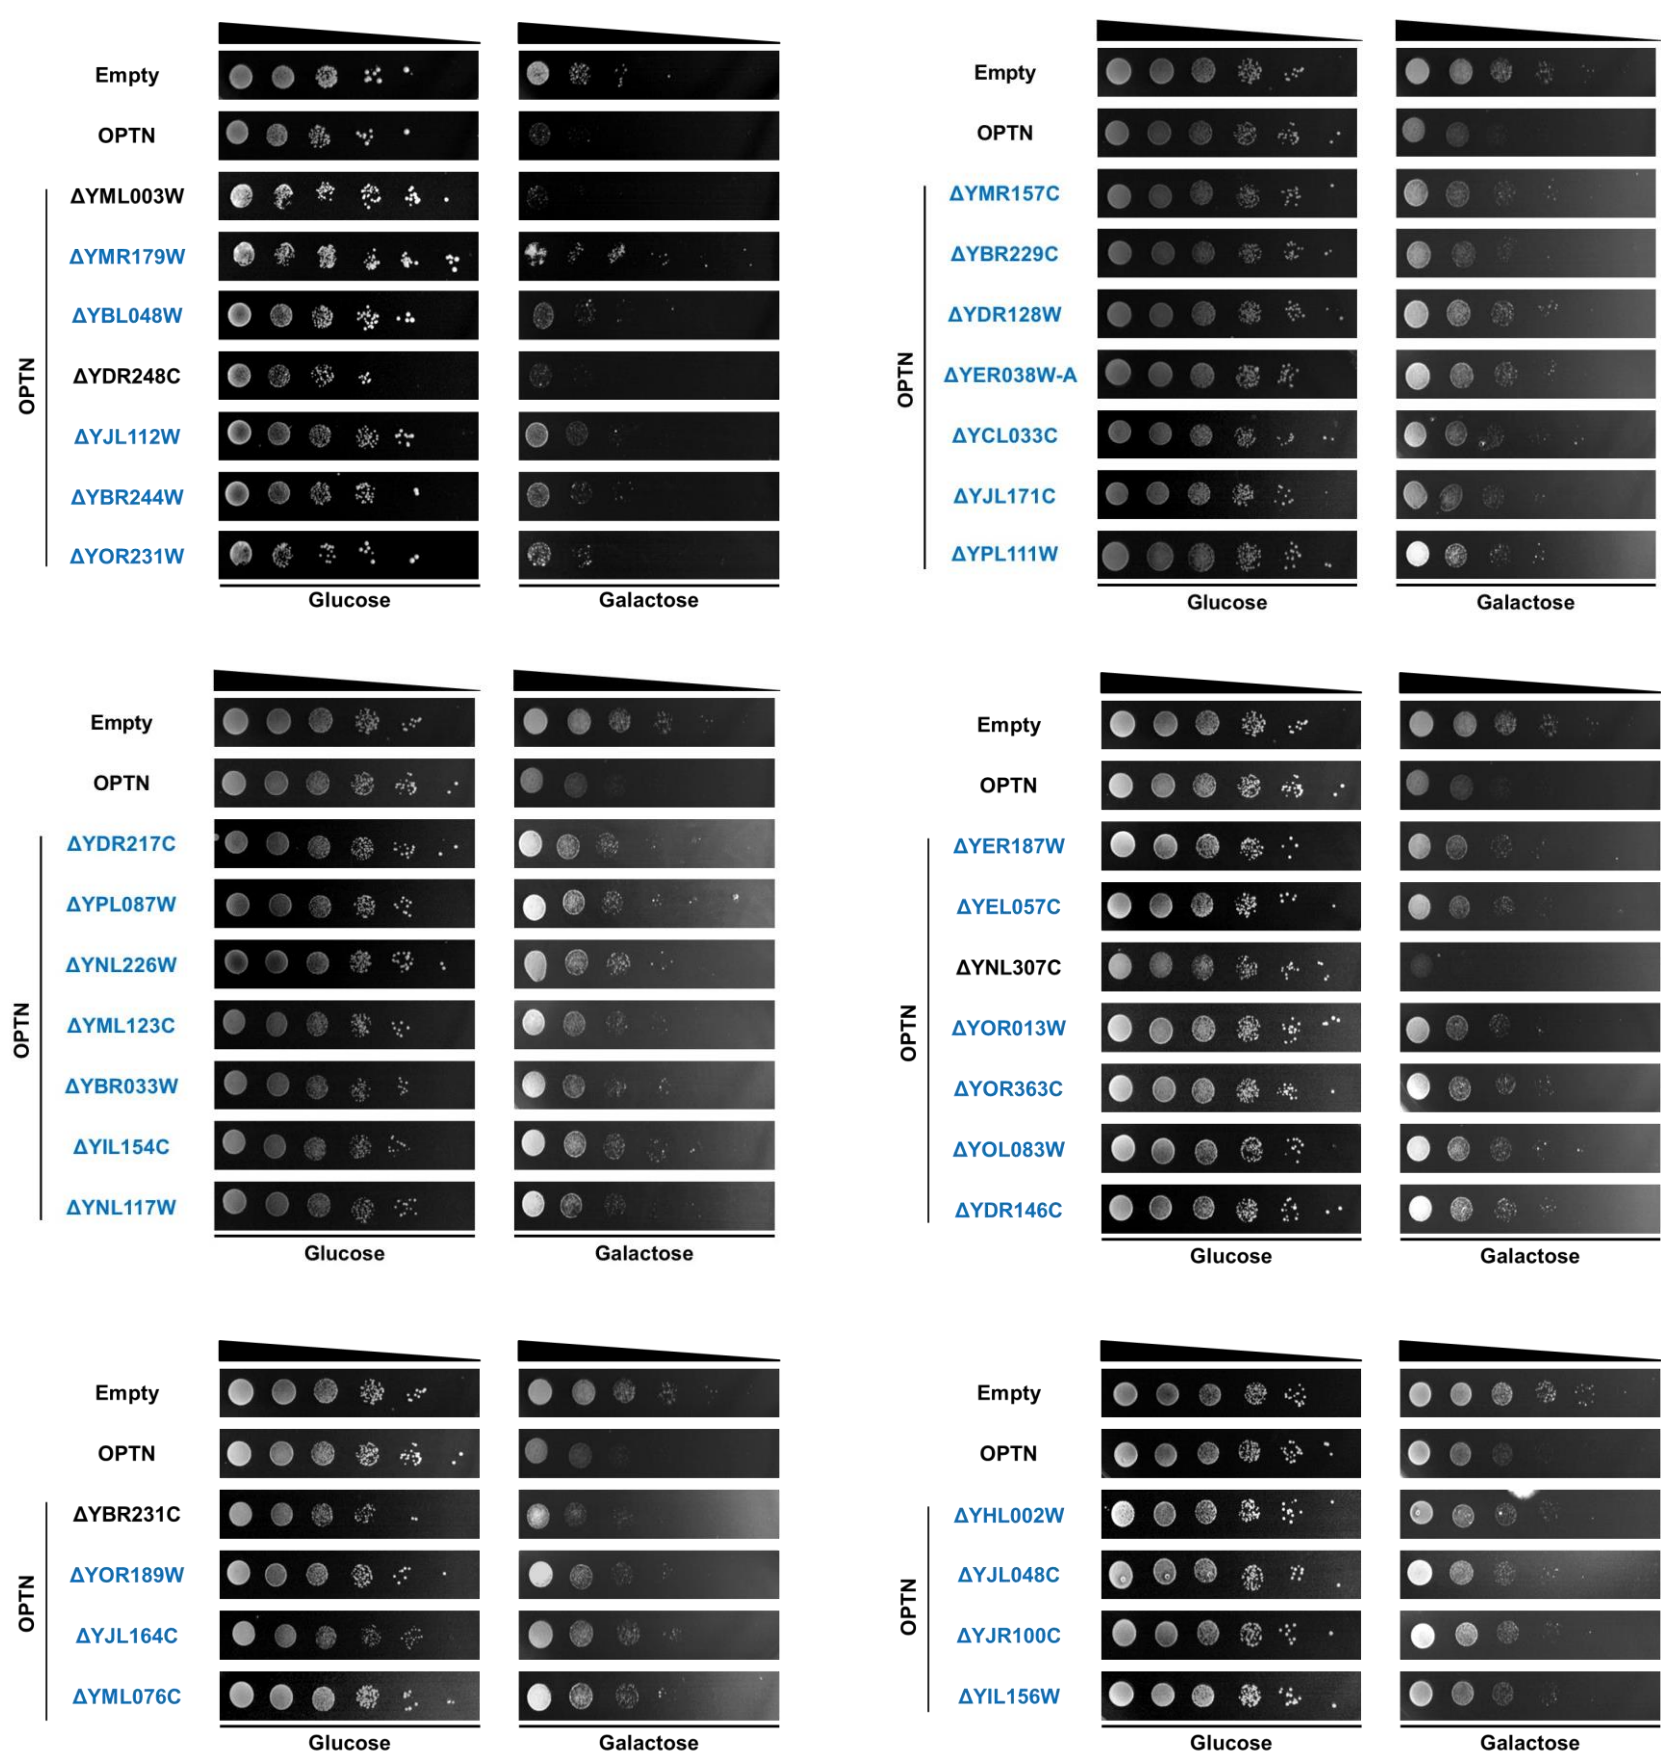 Empty
OPTN
ΔYML003W
ΔYMR179W
ΔYBL048W
ΔYDR248C
ΔYJL112W
ΔYBR244W
ΔYOR231W
OPTN
Glucose
Galactose
Empty
OPTN
ΔYMR157C
ΔYBR229C
ΔYDR128W
ΔYER038W-A
ΔYCL033C
ΔYJL171C
ΔYPL111W
OPTN
Glucose
Galactose
Empty
OPTN
ΔYDR217C
ΔYPL087W
ΔYNL226W
ΔYML123C
ΔYBR033W
ΔYIL154C
ΔYNL117W
OPTN
Glucose
Galactose
Empty
OPTN
ΔYER187W
ΔYEL057C
ΔYNL307C
ΔYOR013W
ΔYOR363C
ΔYOL083W
ΔYDR146C
OPTN
Glucose
Galactose
Empty
OPTN
ΔYBR231C
ΔYOR189W
ΔYJL164C
ΔYML076C
OPTN
Glucose
Galactose
Empty
OPTN
ΔYHL002W
ΔYJL048C
ΔYJR100C
ΔYIL156W
OPTN
Glucose
Galactose